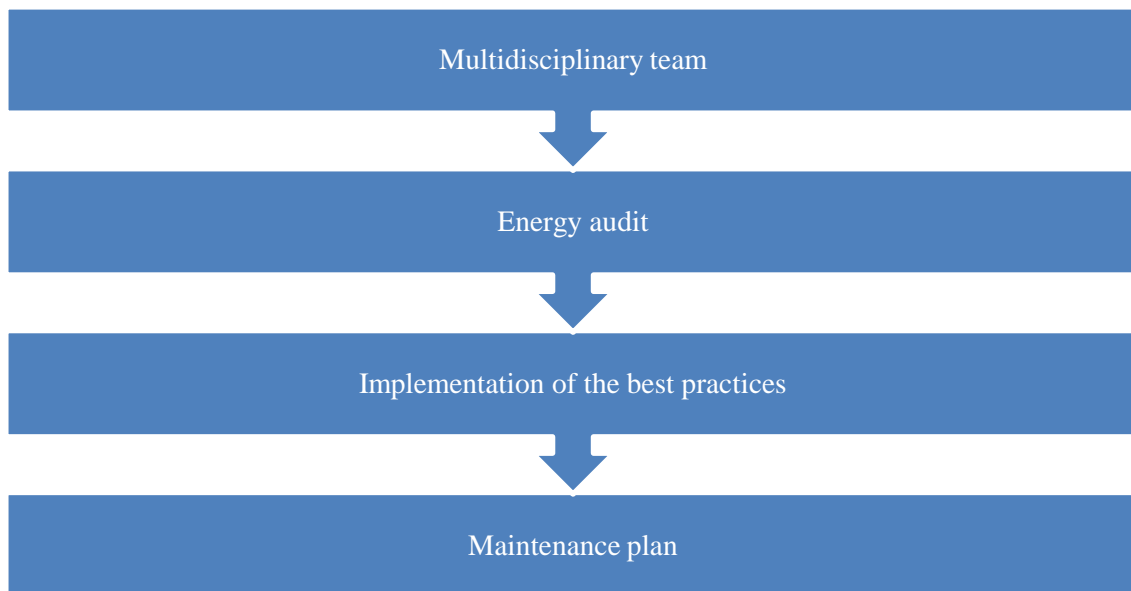 Multidisciplinary team
Energy audit
Implementation of the best practices
Maintenance plan